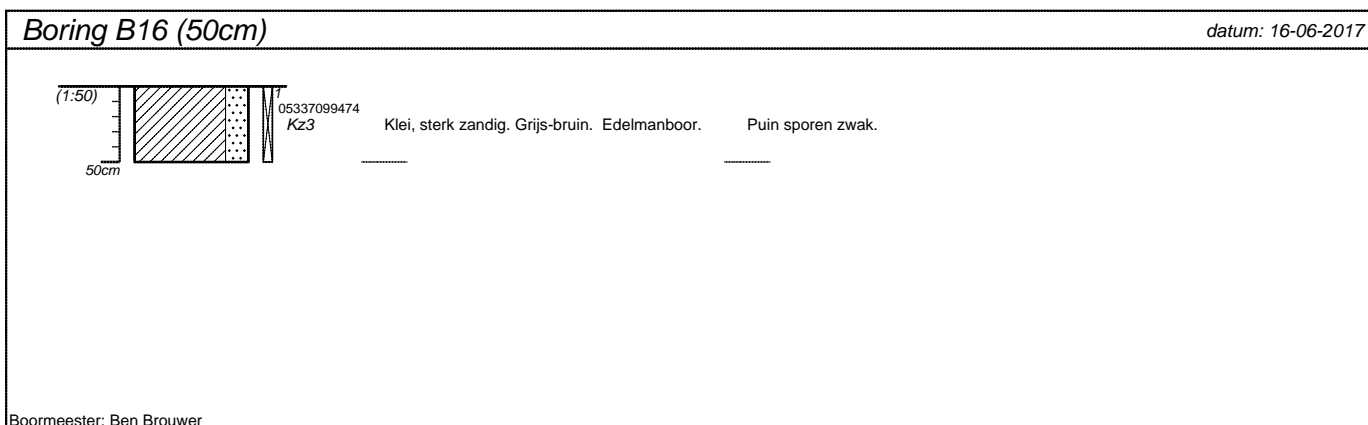 Boring B16 (50cm)
datum: 16-06-2017
(1:50)
1
05337099474
Kz3
Klei, sterk zandig. Grijs-bruin. Edelmanboor.
Puin sporen zwak.
50cm
Boormeester: Ben Brouwer